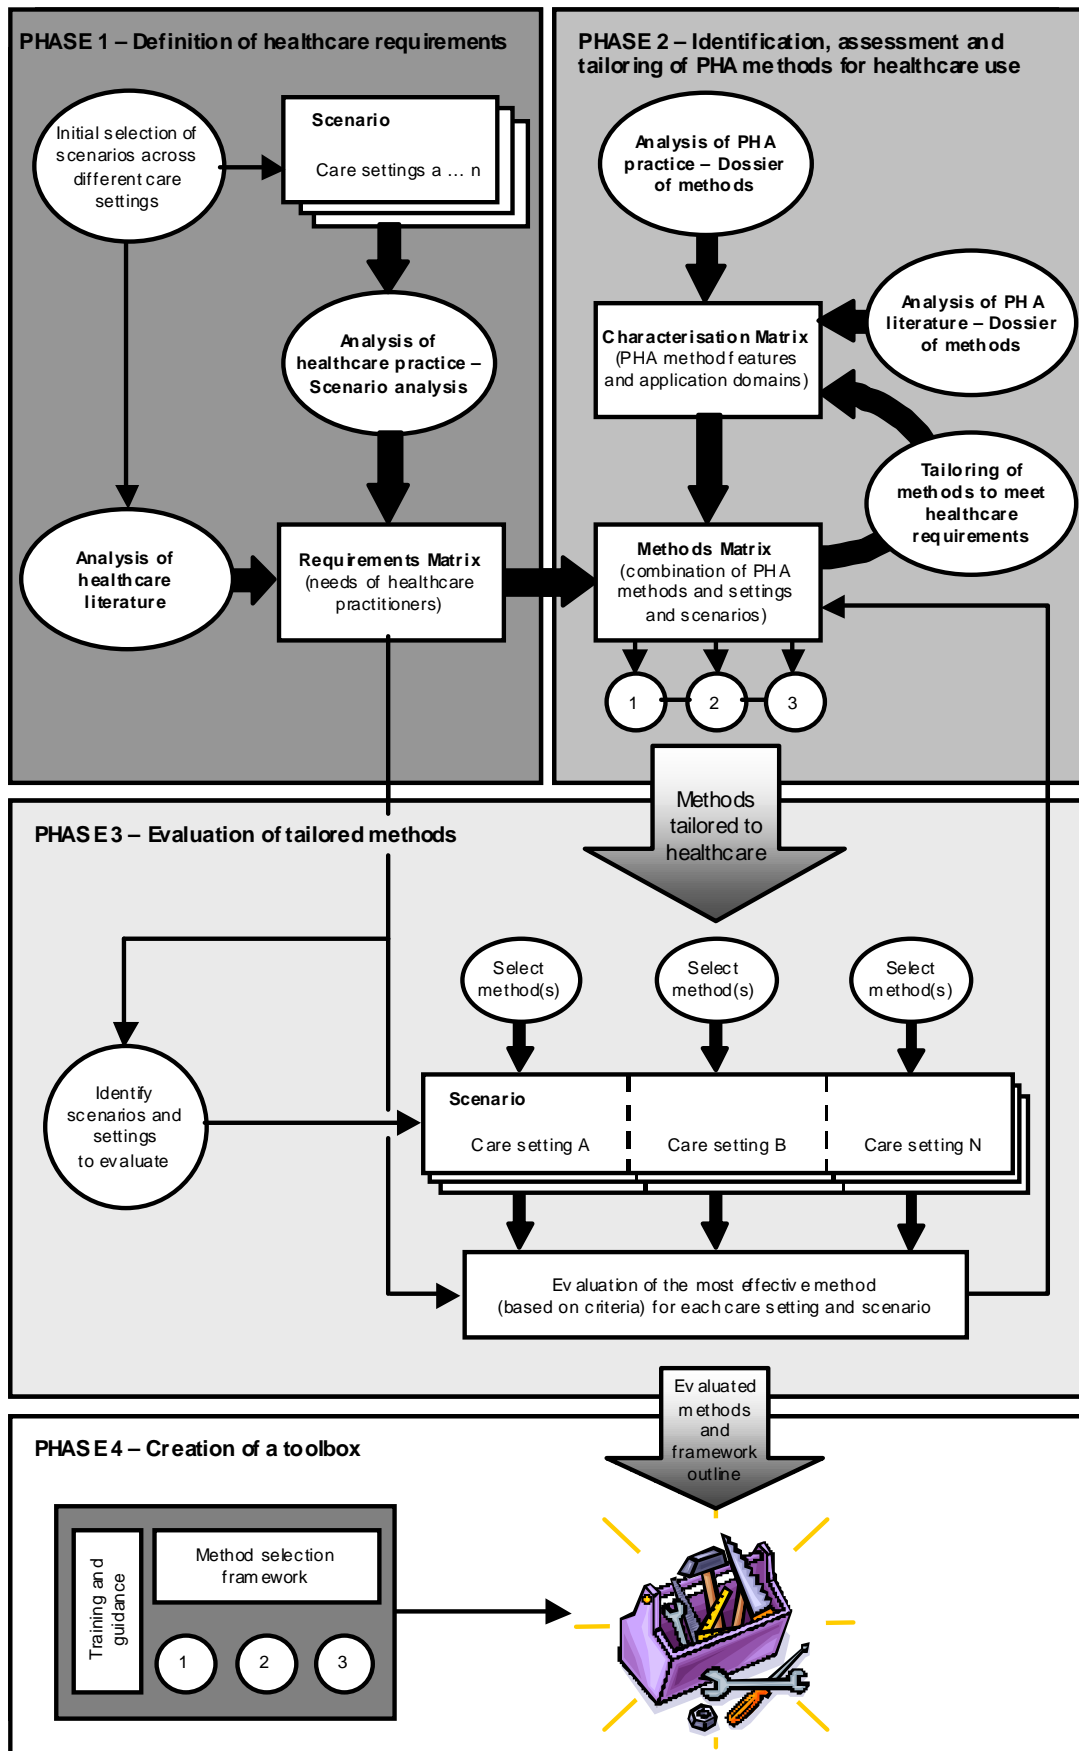 PHASE 1 – Definition of healthcare requirements
Initial selection of
scenarios across
different care
settings
Scenario
Care settings a ... n
Analysis of
healthcare practice –
Scenario analysis
Analysis of
healthcare
literature
Requirements Matrix
(needs of healthcare
practitioners)
PHASE 2 – Identification, assessment and
tailoring of PHA methods for healthcare use
Analysis of PHA
practice – Dossier
of methods
Analysis of PHA
literature – Dossier
of methods
Characterisation Matrix
(PHA method features
and application domains)
Tailoring of
methods to meet
healthcare
requirements
Methods Matrix
(combination of PHA
methods and settings
and scenarios)
1
2
3
Methods
tailored to
healthcare
PHASE 3 – Evaluation of tailored methods
Select
method(s)
Select
method(s)
Select
method(s)
Identify
scenarios and
settings
to evaluate
Scenario
Care setting A
Care setting B
Care setting N
Evaluation of the most effective method
(based on criteria) for each care setting and scenario
Evaluated
methods
and
framework
outline
PHASE 4 – Creation of a toolbox
Training and
guidance
Method selection
framework
1
2
3